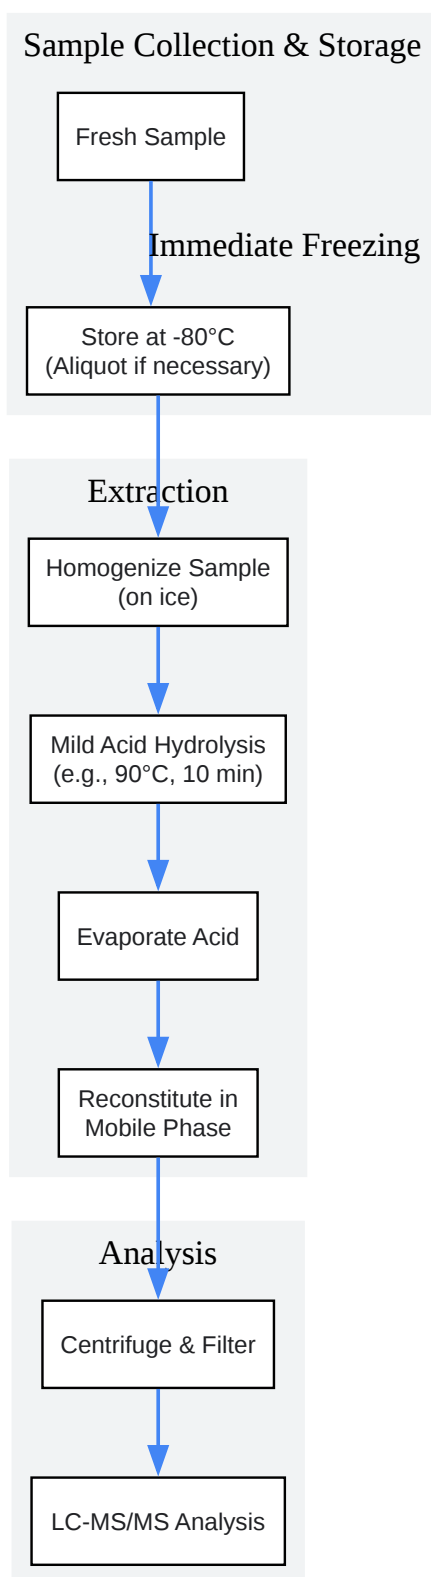 Sample Collection & Storage
Fresh Sample
Immediate Freezing
Store at -80°C
(Aliquot if necessary)
Extraction
Homogenize Sample
(on ice)
Mild Acid Hydrolysis
(e.g., 90°C, 10 min)
Evaporate Acid
Reconstitute in
Mobile Phase
Analysis
Centrifuge & Filter
LC-MS/MS Analysis